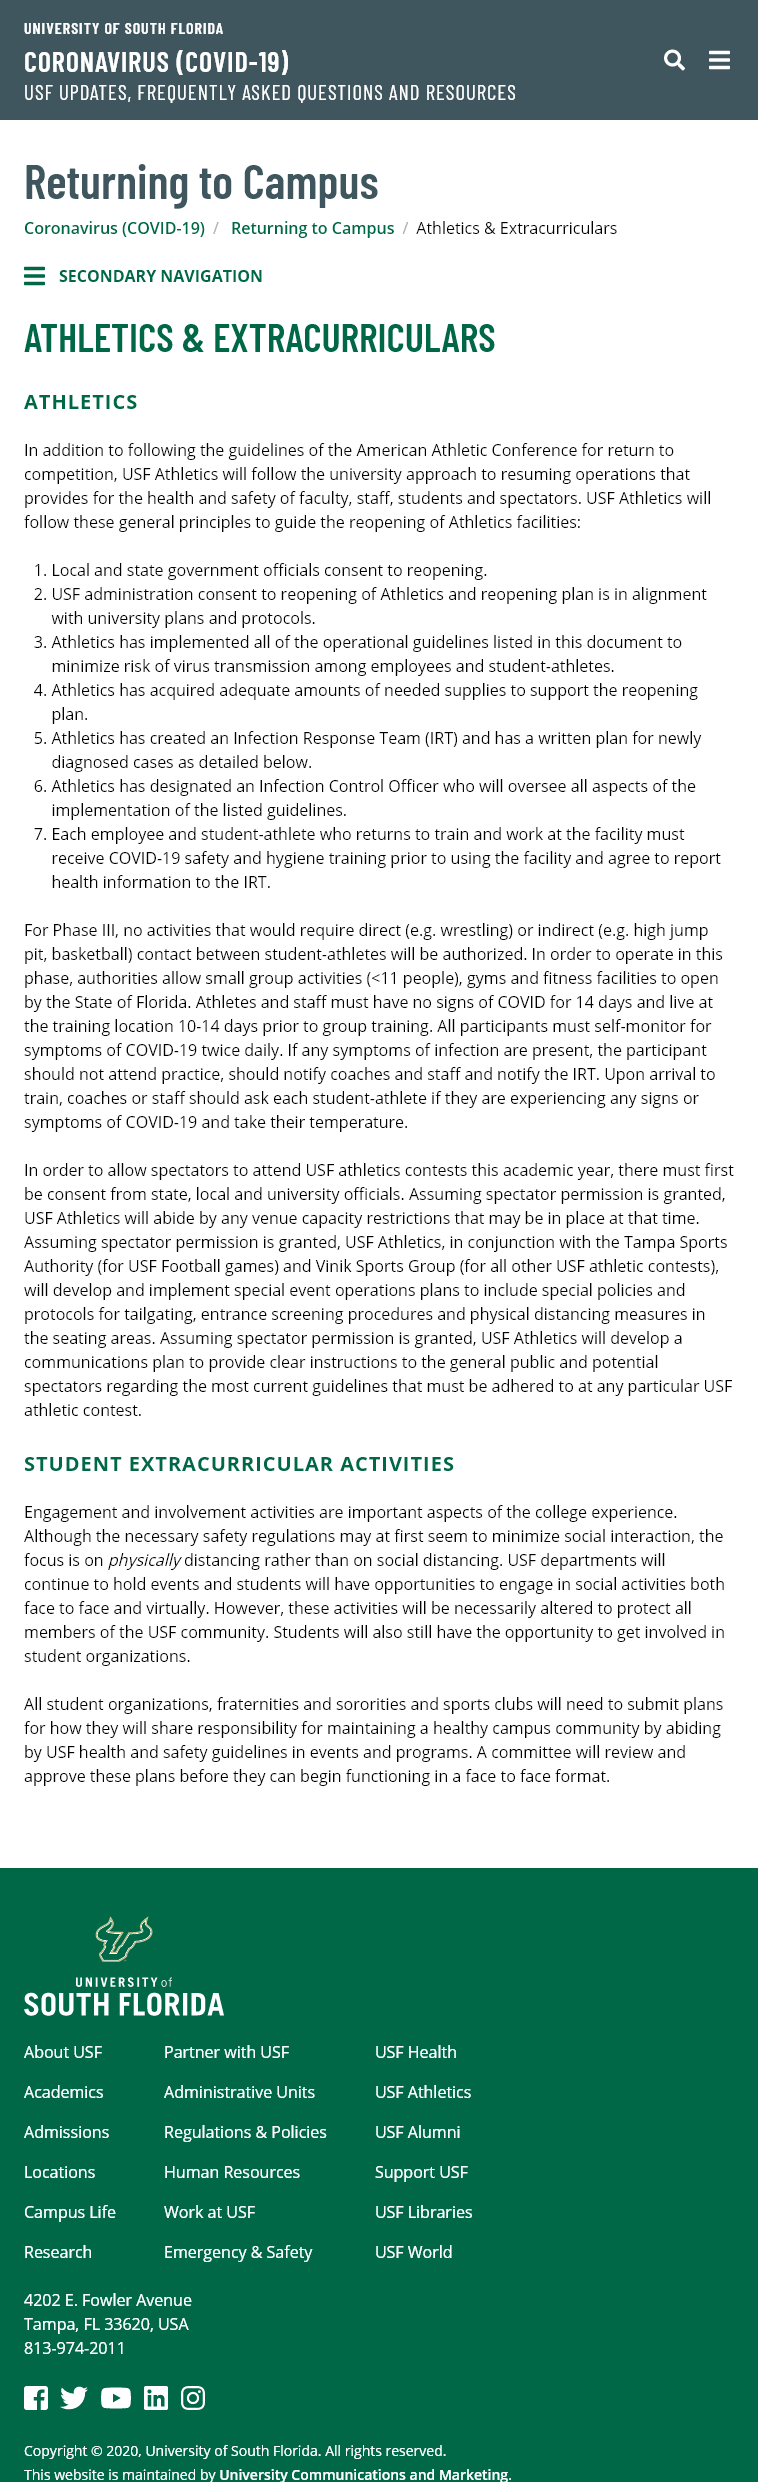 UNIVERSITY OF SOUTH FLORIDA
CORONAVIRUS (COVID-19)
USF UPDATES, FREQUENTLY ASKED QUESTIONS AND RESOURCES
Returning to Campus
Coronavirus (COVID-19) / Returning to Campus / Athletics & Extracurriculars
SECONDARY NAVIGATION
ATHLETICS & EXTRACURRICULARS
ATHLETICS
In addition to following the guidelines of the American Athletic Conference for return to
competition, USF Athletics will follow the university approach to resuming operations that
provides for the health and safety of faculty, staff, students and spectators. USF Athletics will
follow these general principles to guide the reopening of Athletics facilities:
1. Local and state government officials consent to reopening.
2. USF administration consent to reopening of Athletics and reopening plan is in alignment
with university plans and protocols.
3. Athletics has implemented all of the operational guidelines listed in this document to
minimize risk of virus transmission among employees and student-athletes.
4. Athletics has acquired adequate amounts of needed supplies to support the reopening
plan.
5. Athletics has created an Infection Response Team (IRT) and has a written plan for newly
diagnosed cases as detailed below.
6. Athletics has designated an Infection Control Officer who will oversee all aspects of the
implementation of the listed guidelines.
7. Each employee and student-athlete who returns to train and work at the facility must
receive COVID-19 safety and hygiene training prior to using the facility and agree to report
health information to the IRT.
For Phase III, no activities that would require direct (e.g. wrestling) or indirect (e.g. high jump
pit, basketball) contact between student-athletes will be authorized. In order to operate in this
phase, authorities allow small group activities (<11 people), gyms and fitness facilities to open
by the State of Florida. Athletes and staff must have no signs of COVID for 14 days and live at
the training location 10-14 days prior to group training. All participants must self-monitor for
symptoms of COVID-19 twice daily. If any symptoms of infection are present, the participant
should not attend practice, should notify coaches and staff and notify the IRT. Upon arrival to
train, coaches or staff should ask each student-athlete if they are experiencing any signs or
symptoms of COVID-19 and take their temperature.
In order to allow spectators to attend USF athletics contests this academic year, there must first
be consent from state, local and university officials. Assuming spectator permission is granted,
USF Athletics will abide by any venue capacity restrictions that may be in place at that time.
Assuming spectator permission is granted, USF Athletics, in conjunction with the Tampa Sports
Authority (for USF Football games) and Vinik Sports Group (for all other USF athletic contests),
will develop and implement special event operations plans to include special policies and
protocols for tailgating, entrance screening procedures and physical distancing measures in
the seating areas. Assuming spectator permission is granted, USF Athletics will develop a
communications plan to provide clear instructions to the general public and potential
spectators regarding the most current guidelines that must be adhered to at any particular USF
athletic contest.
STUDENT EXTRACURRICULAR ACTIVITIES
Engagement and involvement activities are important aspects of the college experience.
Although the necessary safety regulations may at first seem to minimize social interaction, the
focus is on physically distancing rather than on social distancing. USF departments will
continue to hold events and students will have opportunities to engage in social activities both
face to face and virtually. However, these activities will be necessarily altered to protect all
members of the USF community. Students will also still have the opportunity to get involved in
student organizations.
All student organizations, fraternities and sororities and sports clubs will need to submit plans
for how they will share responsibility for maintaining a healthy campus community by abiding
by USF health and safety guidelines in events and programs. A committee will review and
approve these plans before they can begin functioning in a face to face format.
UNIVERSITY of
SOUTH FLORIDA
About USF Partner with USF USF Health
Academics Administrative Units USF Athletics
Admissions Regulations & Policies USF Alumni
Locations Human Resources Support USF
Campus Life Work at USF USF Libraries
Research Emergency & Safety USF World
4202 E. Fowler Avenue
Tampa, FL 33620, USA
813-974-2011
Copyright © 2020, University of South Florida. All rights reserved.
This website is maintained by University Communications and Marketing.